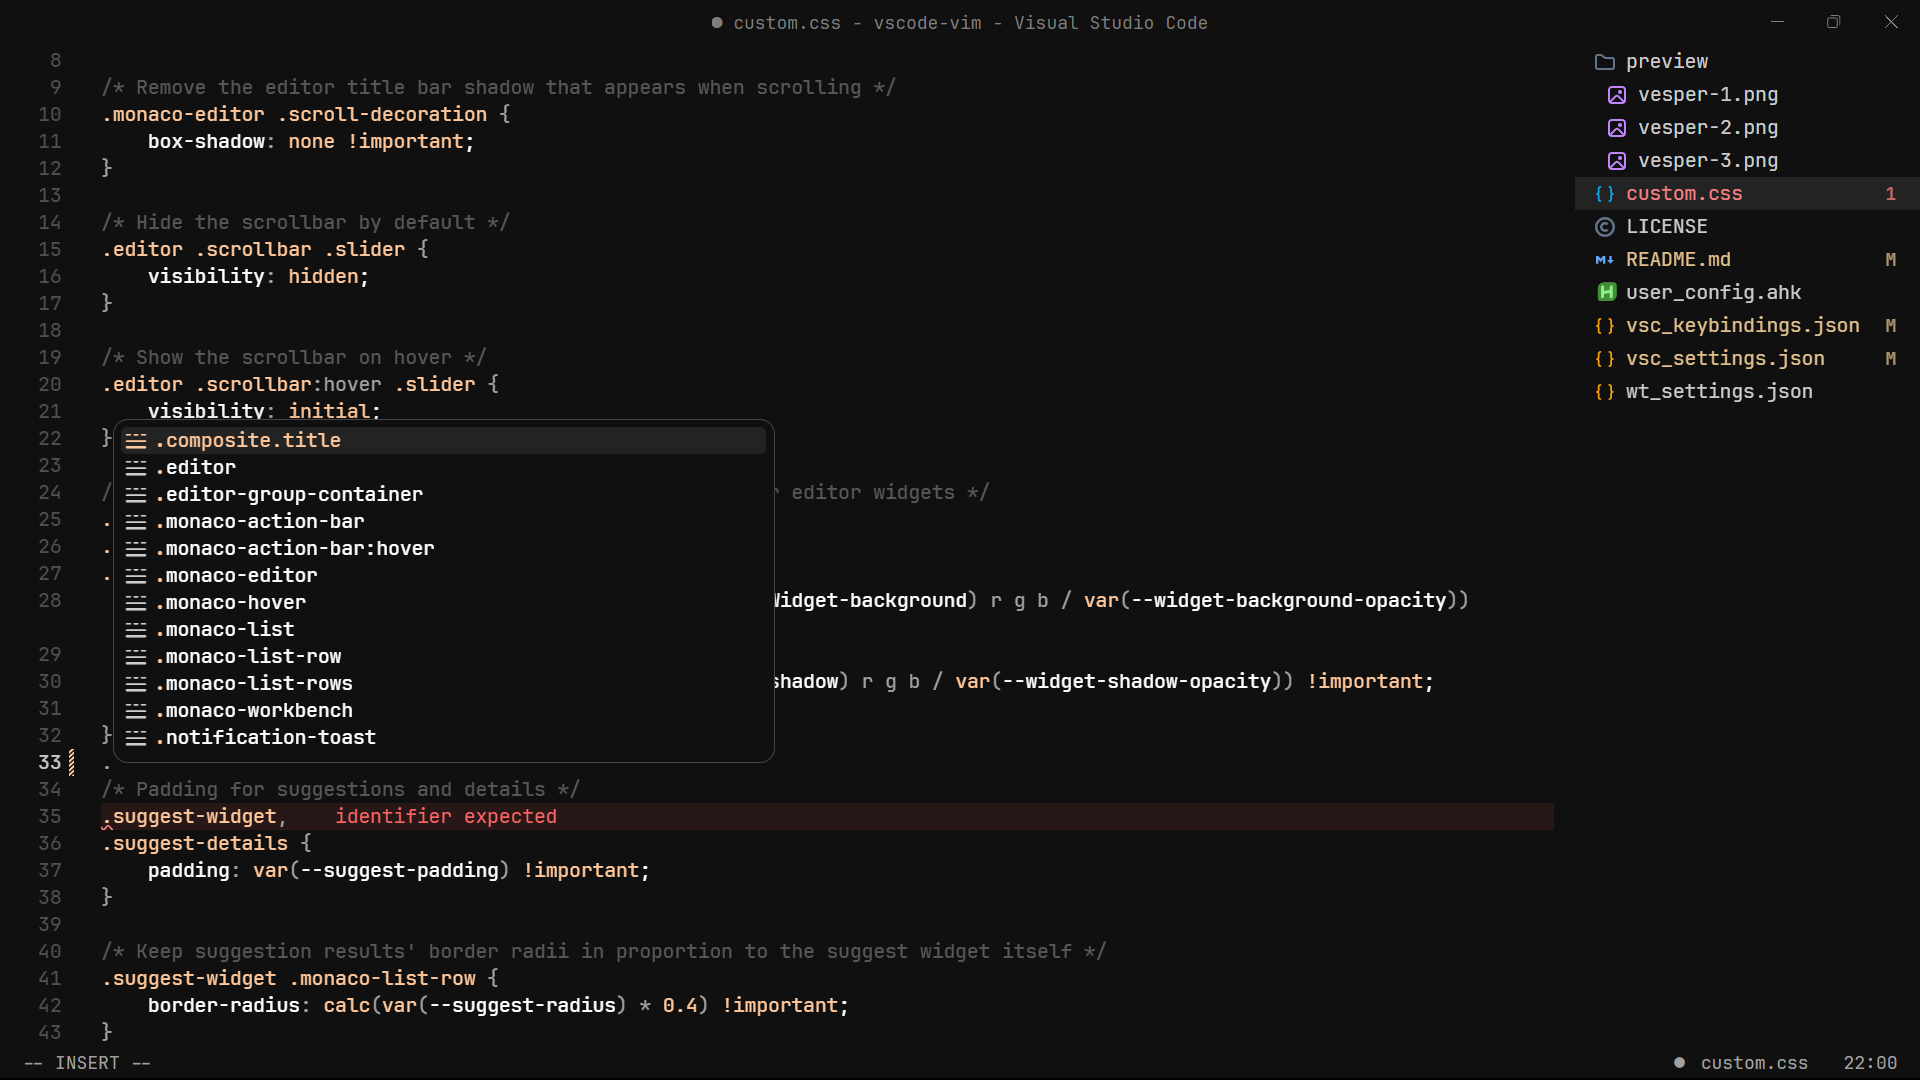 ● custom.css - vscode-vim - Visual Studio Code
8
9 /* Remove the editor title bar shadow that appears when scrolling */
10 .monaco-editor .scroll-decoration {
11 box-shadow: none !important;
12 }
13
14 /* Hide the scrollbar by default */
15 .editor .scrollbar .slider {
16 visibility: hidden;
17 }
18
19 /* Show the scrollbar on hover */
20 .editor .scrollbar:hover .slider {
21 visibility: initial;
22 }
23
24 / editor widgets */
25 .
26 .
27 .
28 Widget-background) r g b / var(--widget-background-opacity))
29
30 shadow) r g b / var(--widget-shadow-opacity)) !important;
31
32 }
33 .
.composite.title
.editor
.editor-group-container
.monaco-action-bar
.monaco-action-bar:hover
.monaco-editor
.monaco-hover
.monaco-list
.monaco-list-row
.monaco-list-rows
.monaco-workbench
.notification-toast
34 /* Padding for suggestions and details */
35 .suggest-widget, identifier expected
36 .suggest-details {
37 padding: var(--suggest-padding) !important;
38 }
39
40 /* Keep suggestion results' border radii in proportion to the suggest widget itself */
41 .suggest-widget .monaco-list-row {
42 border-radius: calc(var(--suggest-radius) * 0.4) !important;
43 }
preview
vesper-1.png
vesper-2.png
vesper-3.png
{} custom.css 1
LICENSE
README.md M
H user_config.ahk
{} vsc_keybindings.json M
{} vsc_settings.json M
{} wt_settings.json
-- INSERT --
● custom.css 22:00